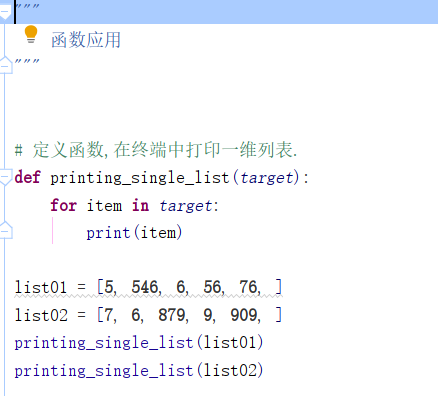 """
函数应用
"""
# 定义函数,在终端中打印一维列表.
def printing_single_list(target):
    for item in target:
        print(item)
list01 = [5, 546, 6, 56, 76, ]
list02 = [7, 6, 879, 9, 909, ]
printing_single_list(list01)
printing_single_list(list02)